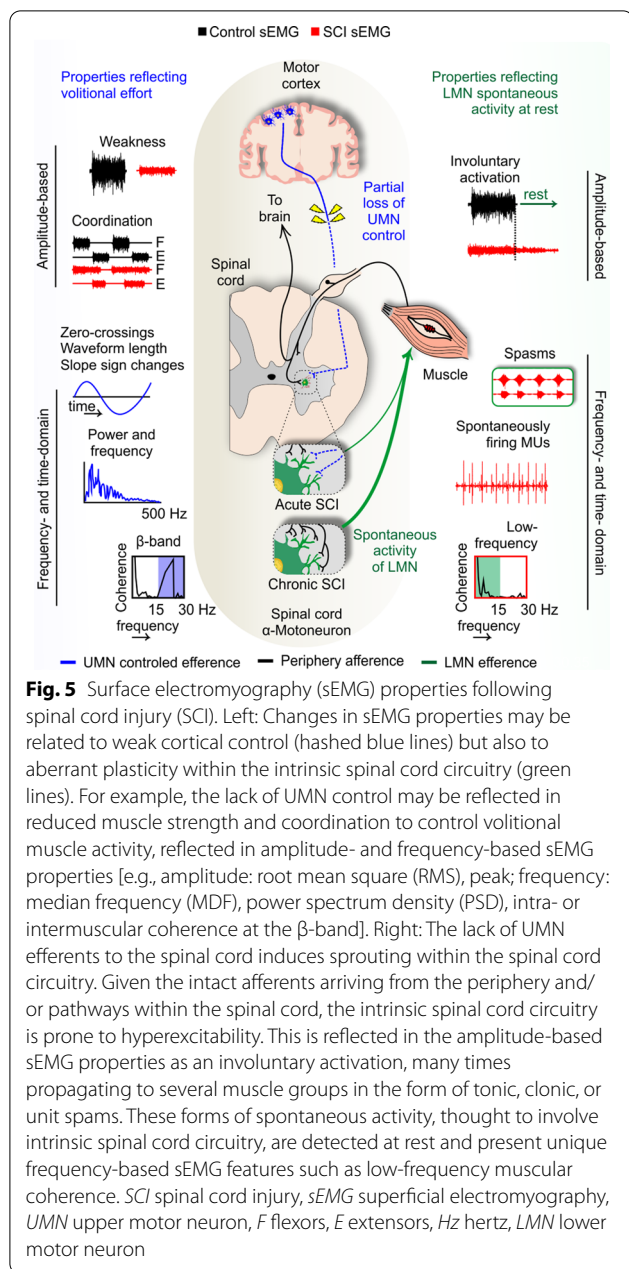 Control sEMG SCI sEMG
Properties reflecting
volitional effort
Motor
cortex
Properties reflecting
LMN spontaneous
activity at rest
Amplitude-based
Weakness
Coordination
F
E
F
E
Partial
loss of
UMN
control
To
brain
Spinal
cord
Muscle
Involuntary
activation
rest
Amplitude-based
Frequency- and time-domain
Zero-crossings
Waveform length
Slope sign changes
time
Power and
frequency
500 Hz
β-band
Coherence
15 30 Hz
frequency
Acute SCI
Chronic SCI
Spontaneous
activity
of LMN
Spinal cord
α-Motoneuron
Spasms
Spontaneously
firing MUs
Low-
frequency
Coherence
15 30 Hz
frequency
Frequency- and time- domain
UMN controled efference Periphery afference LMN efference
Fig. 5 Surface electromyography (sEMG) properties following
spinal cord injury (SCI). Left: Changes in sEMG properties may be
related to weak cortical control (hashed blue lines) but also to
aberrant plasticity within the intrinsic spinal cord circuitry (green
lines). For example, the lack of UMN control may be reflected in
reduced muscle strength and coordination to control volitional
muscle activity, reflected in amplitude- and frequency-based sEMG
properties [e.g., amplitude: root mean square (RMS), peak; frequency:
median frequency (MDF), power spectrum density (PSD), intra- or
intermuscular coherence at the β-band]. Right: The lack of UMN
efferents to the spinal cord induces sprouting within the spinal cord
circuitry. Given the intact afferents arriving from the periphery and/
or pathways within the spinal cord, the intrinsic spinal cord circuitry
is prone to hyperexcitability. This is reflected in the amplitude-based
sEMG properties as an involuntary activation, many times
propagating to several muscle groups in the form of tonic, clonic, or
unit spams. These forms of spontaneous activity, thought to involve
intrinsic spinal cord circuitry, are detected at rest and present unique
frequency-based sEMG features such as low-frequency muscular
coherence. SCI spinal cord injury, sEMG superficial electromyography,
UMN upper motor neuron, F flexors, E extensors, Hz hertz, LMN lower
motor neuron